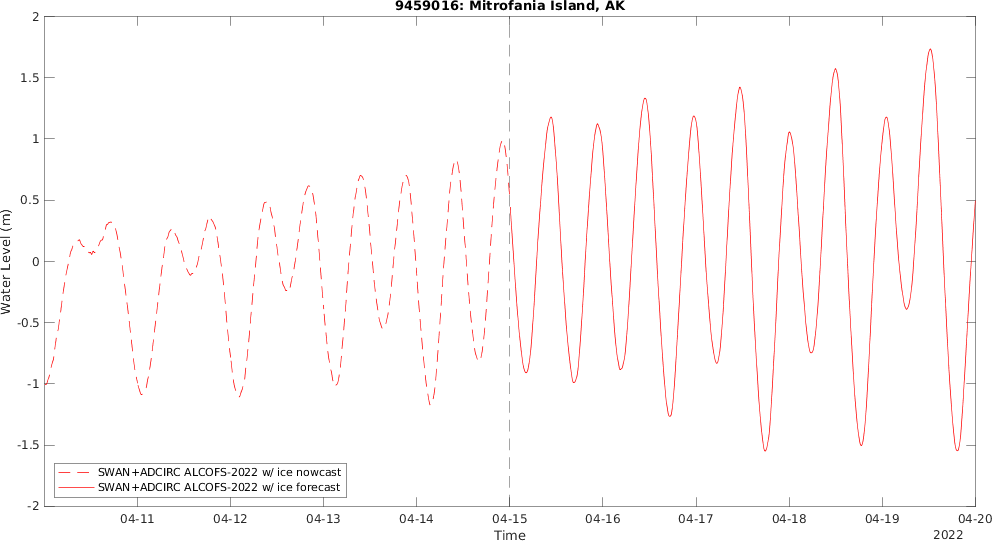 9459016: Mitrofania Island, AK
2
1.5
1
0.5
0
-0.5
-1
-1.5
-2
Water Level (m)
SWAN+ADCIRC ALCOFS-2022 w/ ice nowcast
SWAN+ADCIRC ALCOFS-2022 w/ ice forecast
04-11 04-12 04-13 04-14 04-15 04-16 04-17 04-18 04-19 04-20
Time
2022